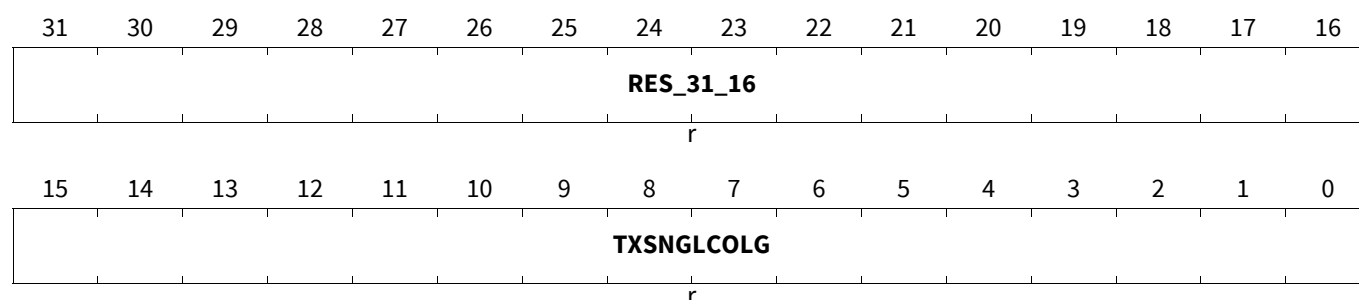 31 30 29 28 27 26 25 24 23 22 21 20 19 18 17 16
RES_31_16
r
15 14 13 12 11 10 9 8 7 6 5 4 3 2 1 0
TXSNGLCOLG
r